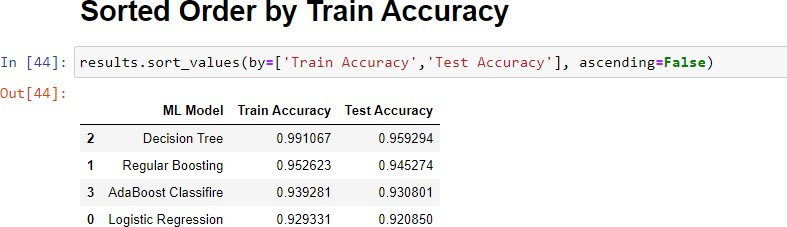 Sorted Order by Train Accuracy
In [44]: results.sort_values(by=['Train Accuracy','Test Accuracy'], ascending=False)
Out[44]:
ML Model Train Accuracy Test Accuracy
2 Decision Tree 0.991067 0.959294
1 Regular Boosting 0.952623 0.945274
3 AdaBoost Classifire 0.939281 0.930801
0 Logistic Regression 0.929331 0.920850